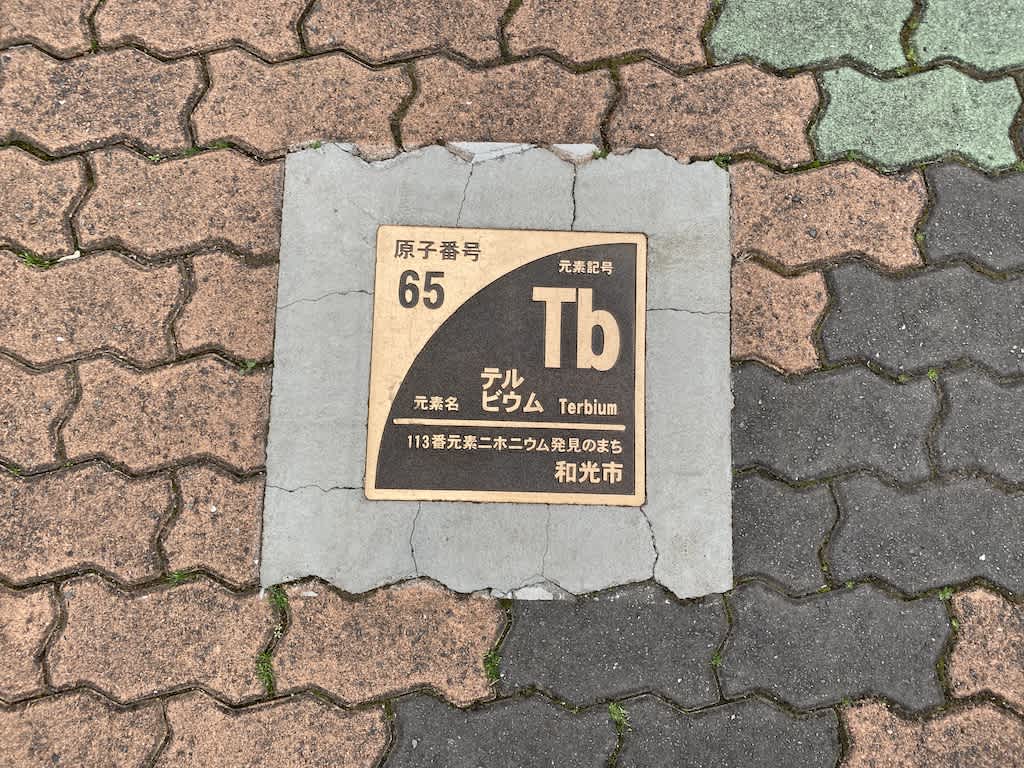 原子番号
65
元素記号
Tb
元素名 テルビウム Terbium
113番元素ニホニウム発見のまち
和光市